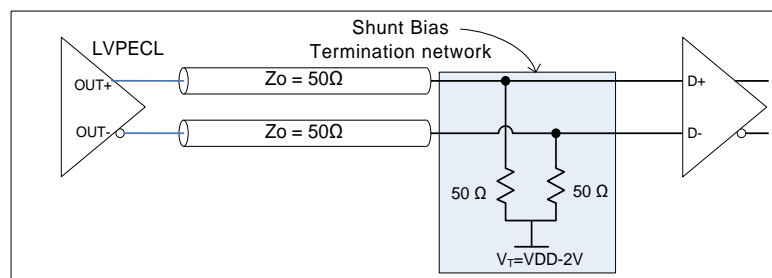 Shunt Bias
Termination network
LVPECL
OUT+
Zo = 50Ω
D+
OUT-
Zo = 50Ω
D-
50 Ω
50 Ω
VT=VDD-2V